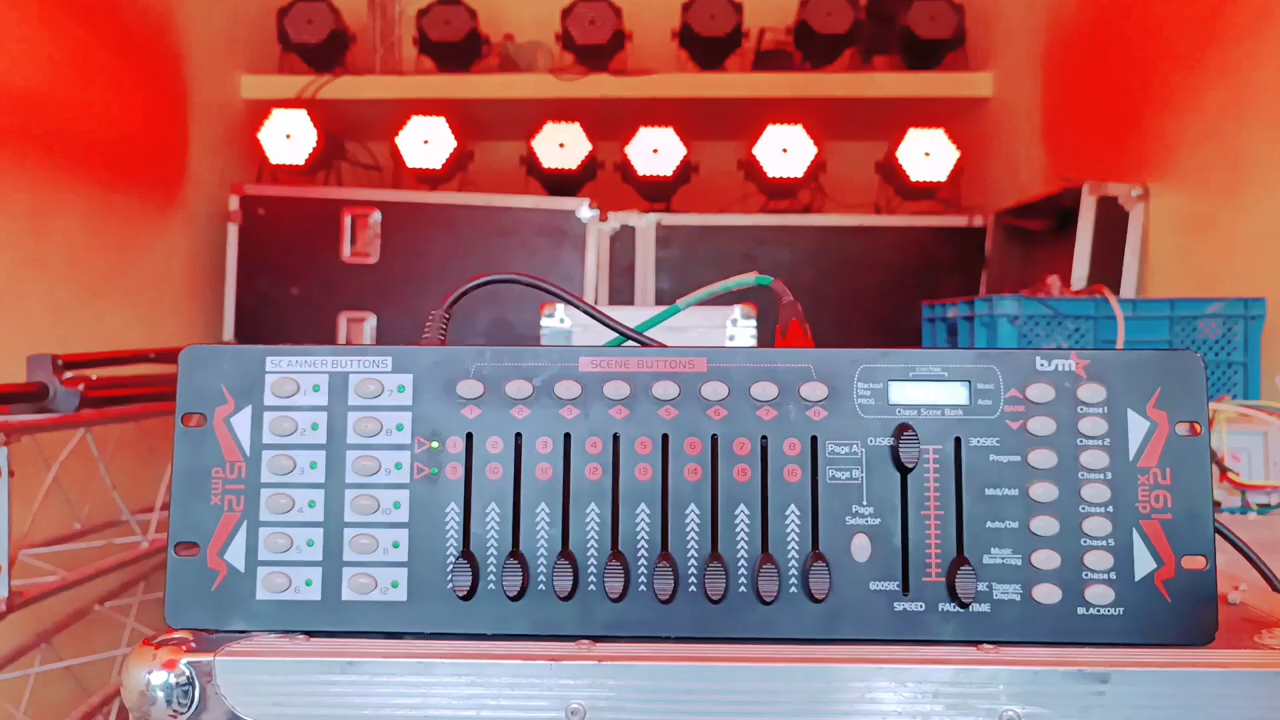 SCANNER BUTTONS
SCENE BUTTONS
bsm
1 7
2 8
3 9
4 10
5 11
6 12
512
dmx
1 2 3 4 5 6 7 8
1 2 3 4 5 6 7 8
9 10 11 12 13 14 15 16
Page A
Page B
Page
Selector
Blackout
Step
PROG
Music
Auto
Chase Scene Bank
0.1SEC
30SEC
600SEC
SEC
SPEED
FADE TIME
BANK
Program
Midi/Add
Auto/Del
Music
Bank-copy
Tapsync
Display
Chase 1
Chase 2
Chase 3
Chase 4
Chase 5
Chase 6
BLACKOUT
192
dmx